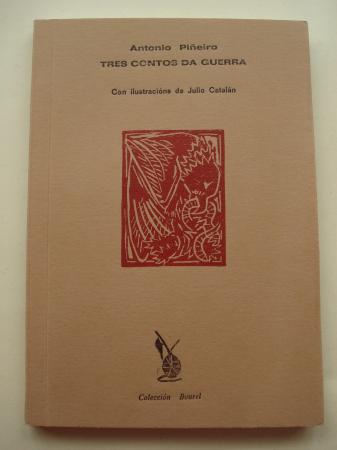 Antonio Piñeiro
TRES CONTOS DA GUERRA
Con ilustracións de Julio Catalán
Colección Bourel